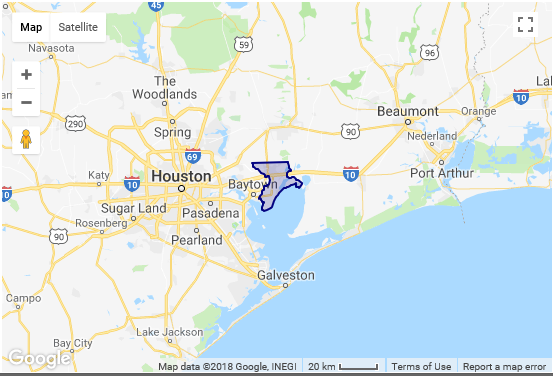 Map Satellite
45
Navasota
59
96
The
Woodlands
Beaumont
Orange
10
290
Spring
90
Nederland
69
Katy
10
Houston
10
Port Arthur
Baytown
Sugar Land
Pasadena
90
Rosenberg
Pearland
Galveston
Campo
Lake Jackson
Bay City
Google
Map data ©2018 Google, INEGI 20 km Terms of Use Report a map error